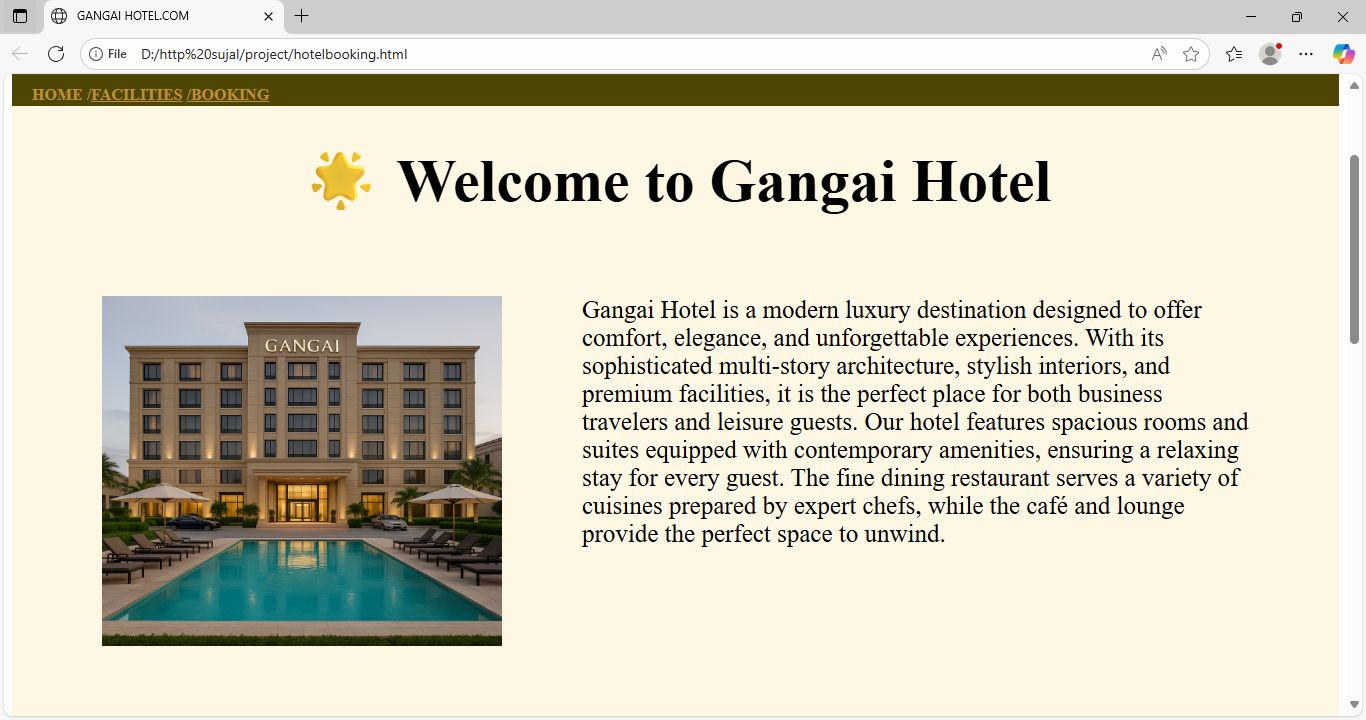 GANGAI HOTEL.COM
File D:/http%20sujal/project/hotelbooking.html
HOME /FACILITIES /BOOKING
🌟 Welcome to Gangai Hotel
GANGAI
Gangai Hotel is a modern luxury destination designed to offer
comfort, elegance, and unforgettable experiences. With its
sophisticated multi-story architecture, stylish interiors, and
premium facilities, it is the perfect place for both business
travelers and leisure guests. Our hotel features spacious rooms and
suites equipped with contemporary amenities, ensuring a relaxing
stay for every guest. The fine dining restaurant serves a variety of
cuisines prepared by expert chefs, while the café and lounge
provide the perfect space to unwind.